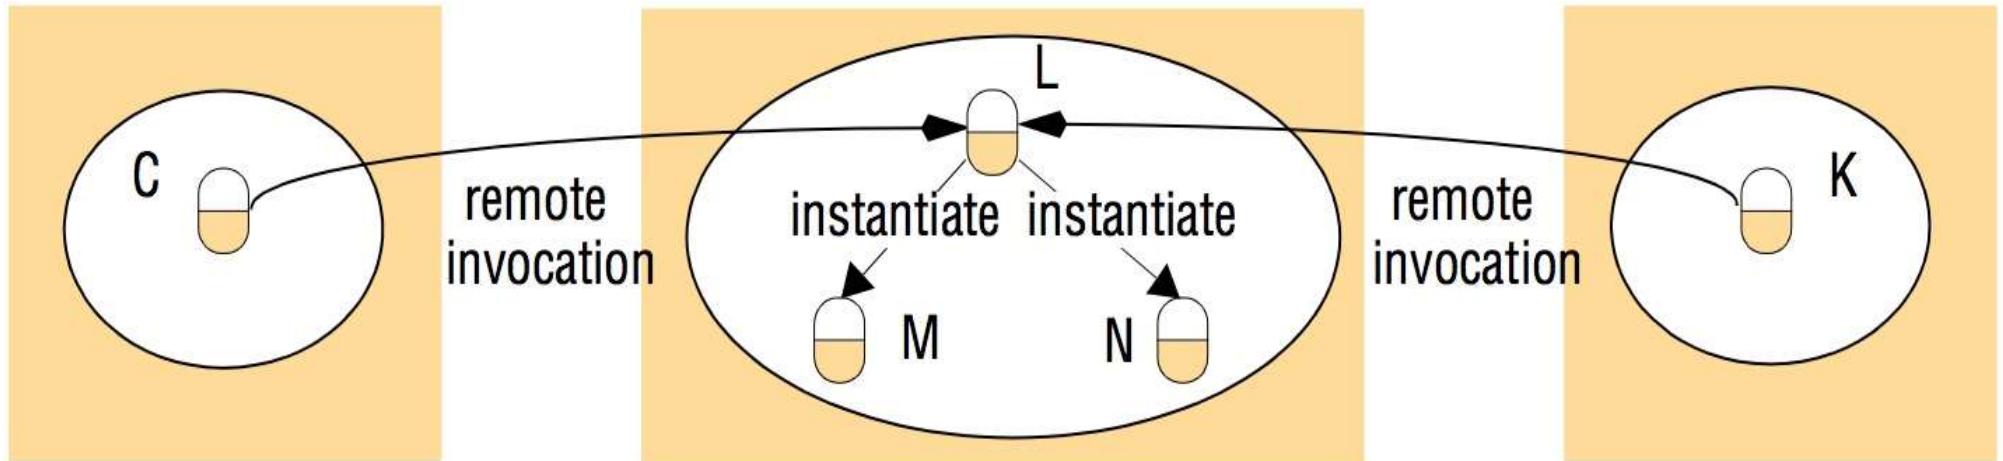 L
C
K
remote
invocation
instantiate instantiate
remote
invocation
M
N